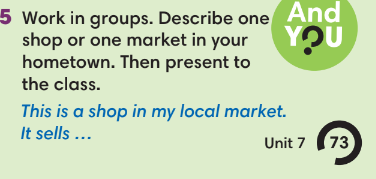 5 Work in groups. Describe one
shop or one market in your
hometown. Then present to
the class.
And
Y?U
This is a shop in my local market.
It sells ...
Unit 7 73